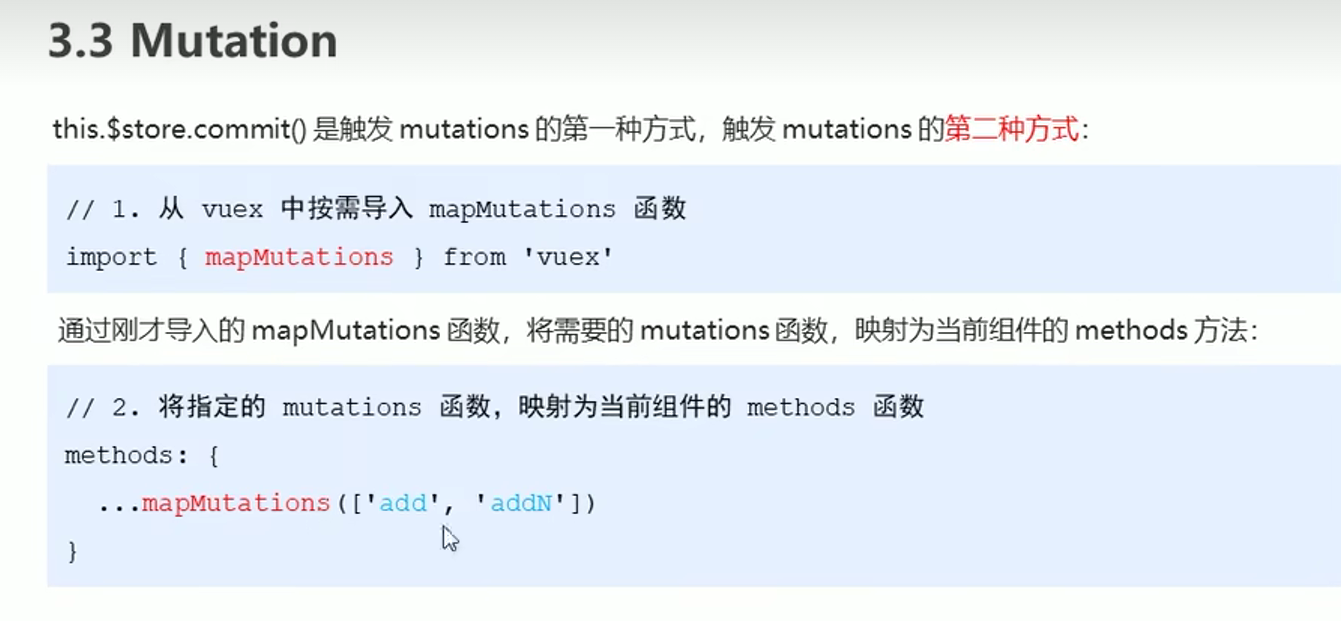 3.3 Mutation
this.$store.commit() 是触发 mutations 的第一种方式，触发 mutations 的第二种方式：
// 1. 从 vuex 中按需导入 mapMutations 函数
import { mapMutations } from 'vuex'
通过刚才导入的 mapMutations 函数，将需要的 mutations 函数，映射为当前组件的 methods 方法：
// 2. 将指定的 mutations 函数，映射为当前组件的 methods 函数
methods: {
  ...mapMutations(['add', 'addN'])
}